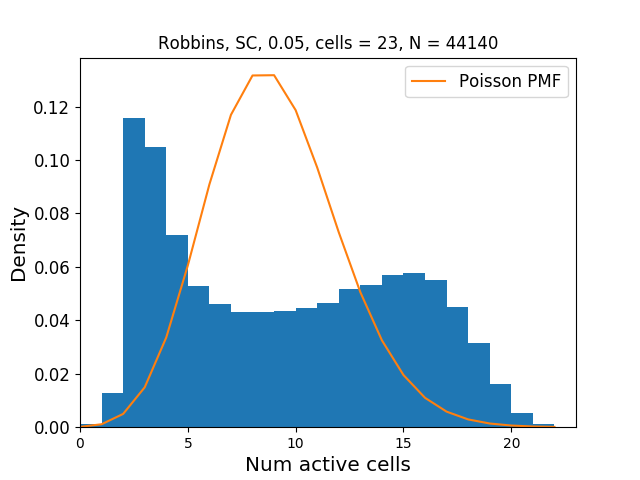 Robbins, SC, 0.05, cells = 23, N = 44140
Poisson PMF
Density
0.12
0.10
0.08
0.06
0.04
0.02
0.00
0 5 10 15 20
Num active cells